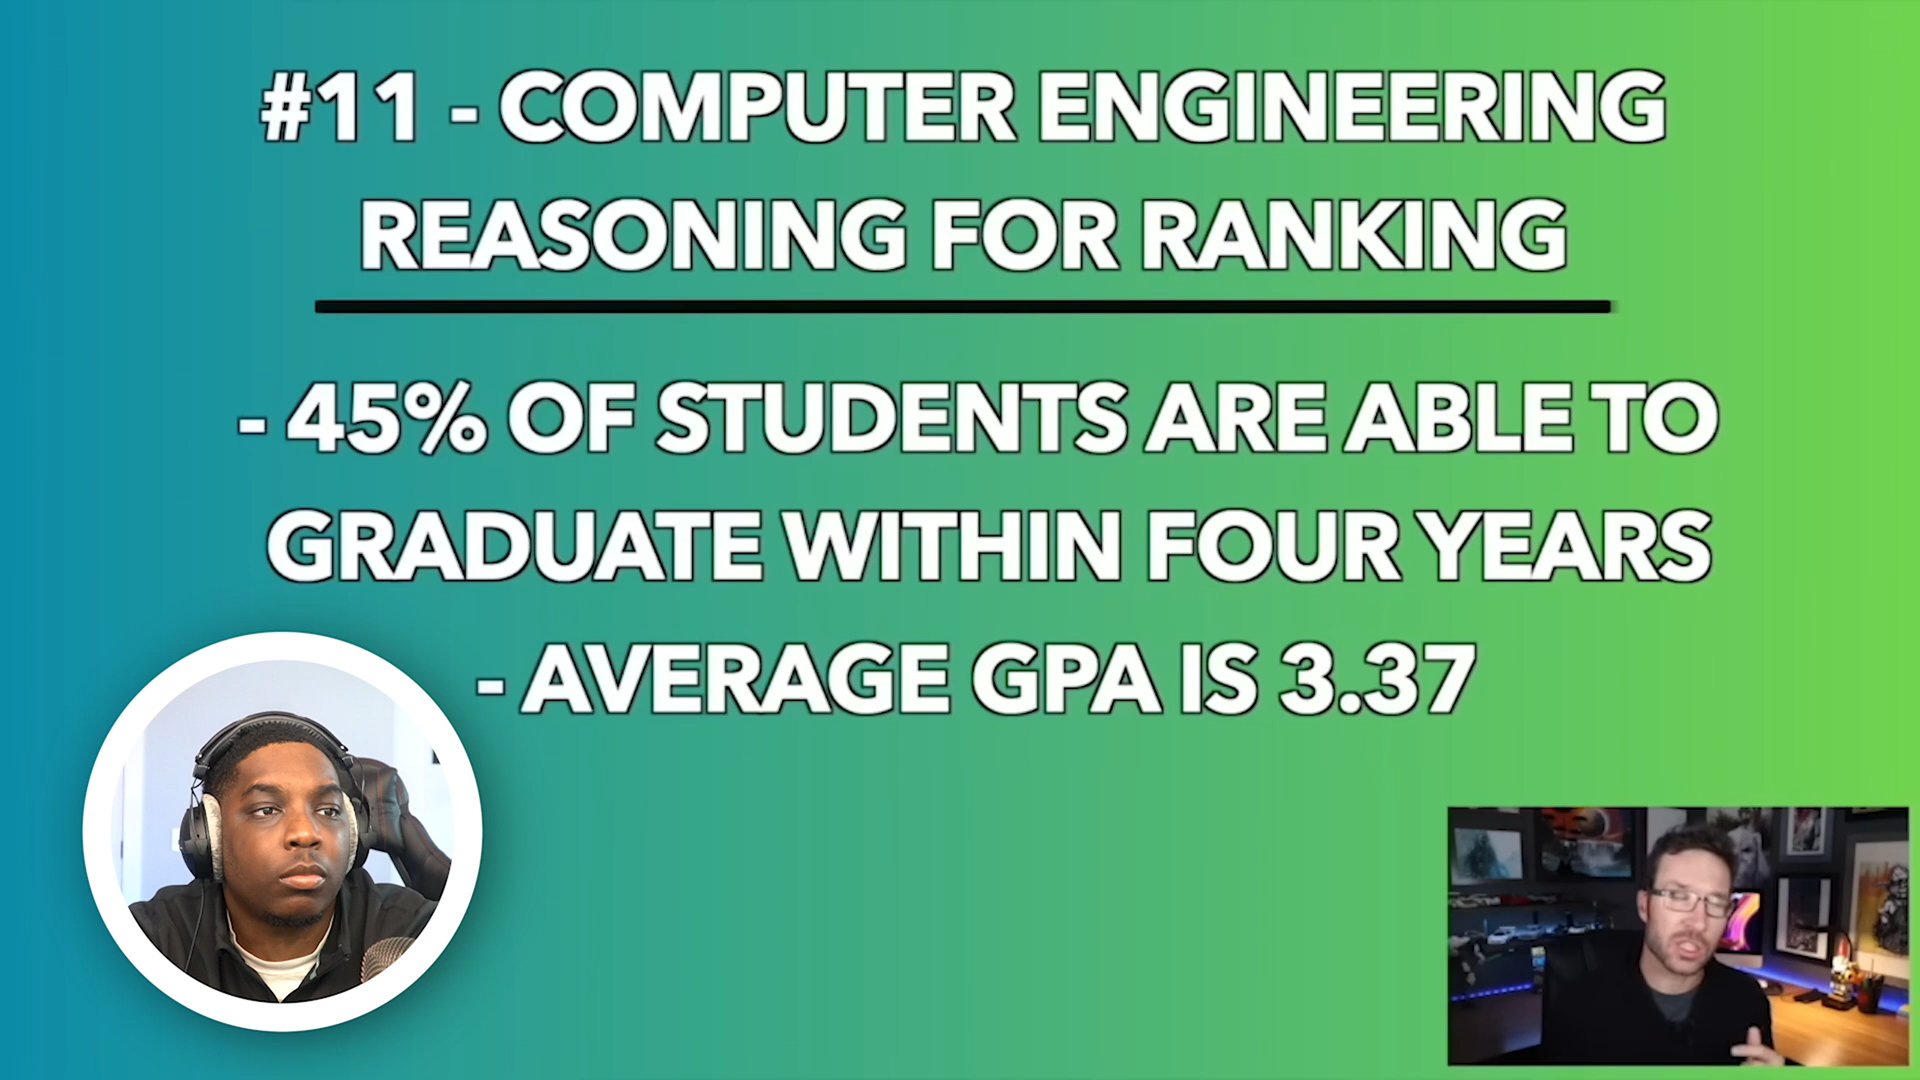 #11 - COMPUTER ENGINEERING
REASONING FOR RANKING
- 45% OF STUDENTS ARE ABLE TO
GRADUATE WITHIN FOUR YEARS
- AVERAGE GPA IS 3.37